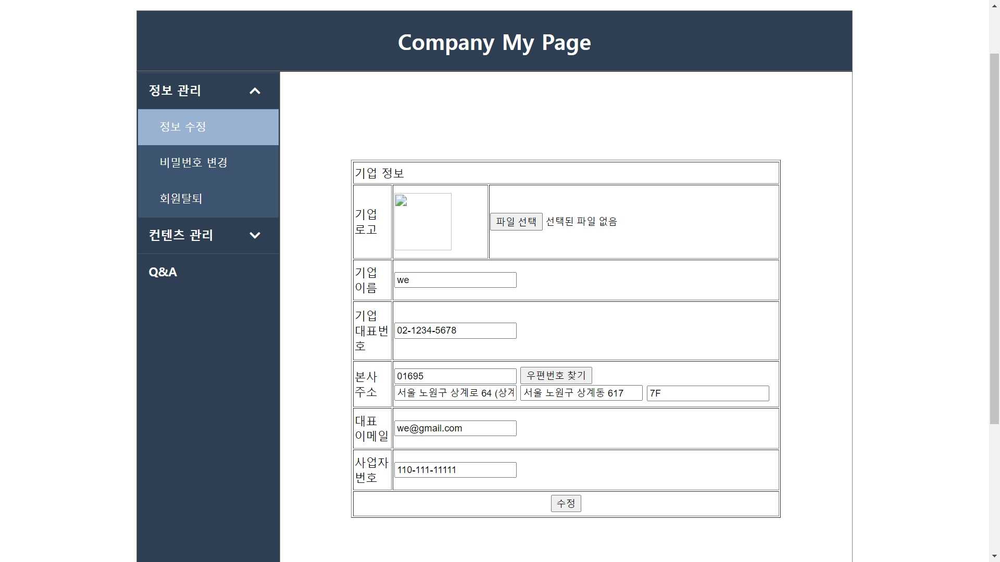 Company My Page
정보 관리
정보 수정
비밀번호 변경
회원탈퇴
컨텐츠 관리
Q&A
기업 정보
기업
로고
파일 선택 선택된 파일 없음
기업
이름
we
기업
대표번
호
02-1234-5678
본사
주소
01695 우편번호 찾기
서울 노원구 상계로 64 (상계 서울 노원구 상계동 617 7F
대표
이메일
we@gmail.com
사업자
번호
110-111-11111
수정